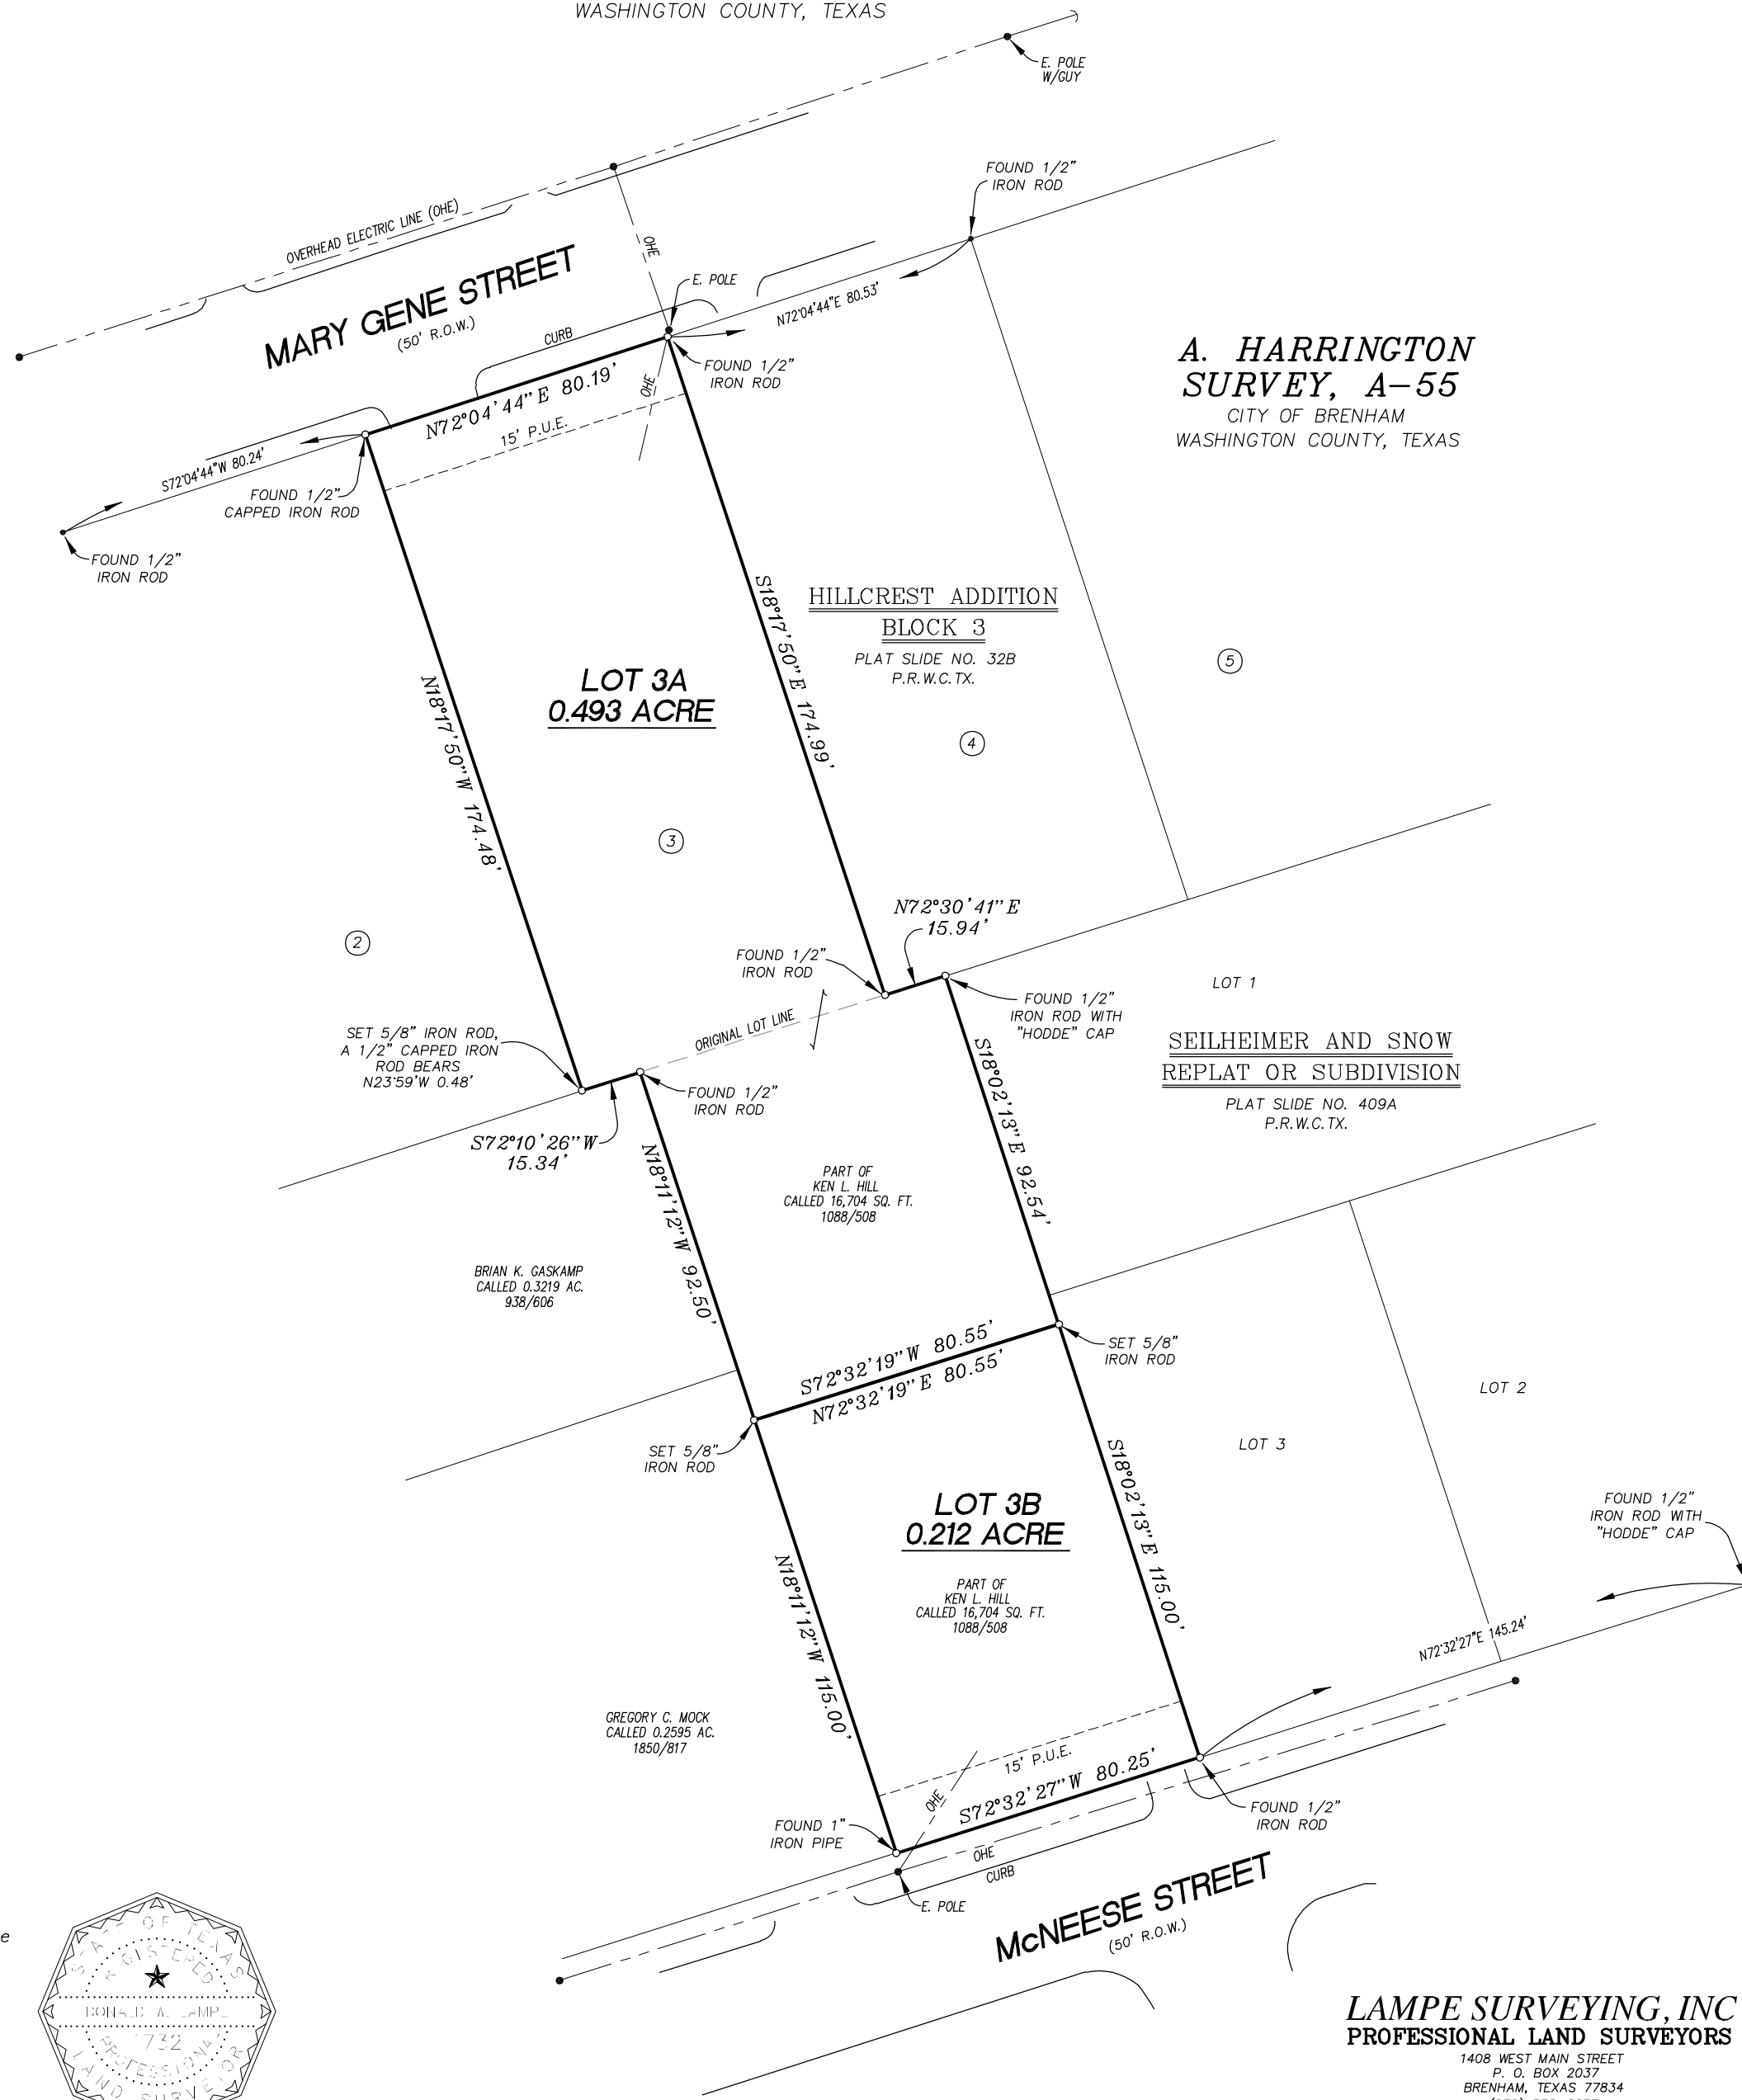 WASHINGTON COUNTY, TEXAS
E. POLE
W/GUY
FOUND 1/2"
IRON ROD
OVERHEAD ELECTRIC LINE (OHE)
OHE
MARY GENE STREET
(50' R.O.W.)
E. POLE
N72°04'44"E 80.53'
CURB
FOUND 1/2"
IRON ROD
A. HARRINGTON
SURVEY, A-55
CITY OF BRENHAM
WASHINGTON COUNTY, TEXAS
N72°04'44"E 80.19'
OHE
15' P.U.E.
S72°04'44"W 80.24'
FOUND 1/2"
CAPPED IRON ROD
FOUND 1/2"
IRON ROD
S18°17'50"E 174.99'
HILLCREST ADDITION
BLOCK 3
PLAT SLIDE NO. 32B
P.R.W.C.TX.
5
LOT 3A
0.493 ACRE
N18°17'50"W 174.48'
4
3
2
N72°30'41"E
15.94'
FOUND 1/2"
IRON ROD
LOT 1
FOUND 1/2"
IRON ROD WITH
"HODDE" CAP
ORIGINAL LOT LINE
SET 5/8" IRON ROD,
A 1/2" CAPPED IRON
ROD BEARS
N23°59'W 0.48'
SEILHEIMER AND SNOW
REPLAT OR SUBDIVISION
PLAT SLIDE NO. 409A
P.R.W.C.TX.
FOUND 1/2"
IRON ROD
S72°10'26"W
15.34'
S18°02'13"E 92.54'
N18°11'12"W 92.50'
PART OF
KEN L. HILL
CALLED 16,704 SQ. FT.
1088/508
BRIAN K. GASKAMP
CALLED 0.3219 AC.
938/606
S72°32'19"W 80.55'
N72°32'19"E 80.55'
SET 5/8"
IRON ROD
LOT 2
SET 5/8"
IRON ROD
LOT 3
S18°02'13"E 115.00'
LOT 3B
0.212 ACRE
FOUND 1/2"
IRON ROD WITH
"HODDE" CAP
N18°11'12"W 115.00'
PART OF
KEN L. HILL
CALLED 16,704 SQ. FT.
1088/508
N72°32'27"E 145.24'
GREGORY C. MOCK
CALLED 0.2595 AC.
1850/817
15' P.U.E.
OHE
S72°32'27"W 80.25'
FOUND 1/2"
IRON ROD
FOUND 1"
IRON PIPE
OHE
CURB
E. POLE
McNEESE STREET
(50' R.O.W.)
e
STATE OF TEXAS
REGISTERED
DONALD W. LAMPE
1732
PROFESSIONAL
LAND SURVEYOR
LAMPE SURVEYING, INC
PROFESSIONAL LAND SURVEYORS
1408 WEST MAIN STREET
P. O. BOX 2037
BRENHAM, TEXAS 77834